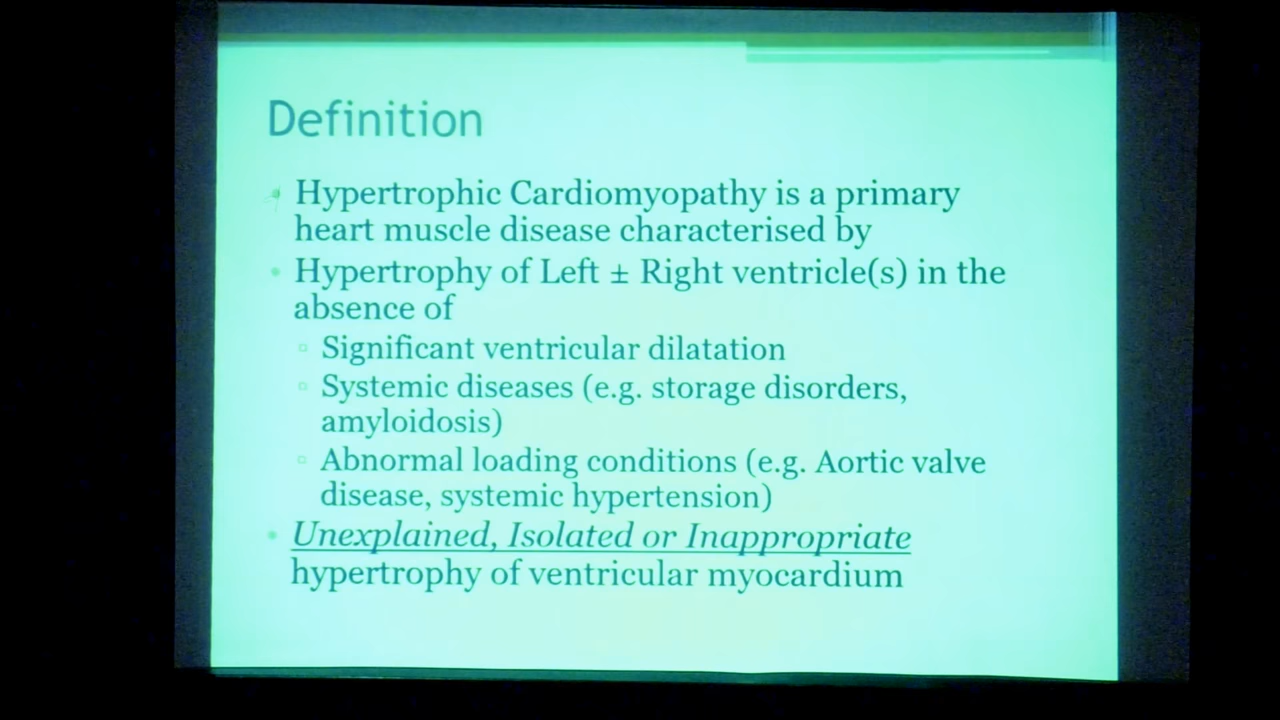 Definition
Hypertrophic Cardiomyopathy is a primary
heart muscle disease characterised by
Hypertrophy of Left ± Right ventricle(s) in the
absence of
Significant ventricular dilatation
Systemic diseases (e.g. storage disorders,
amyloidosis)
Abnormal loading conditions (e.g. Aortic valve
disease, systemic hypertension)
Unexplained, Isolated or Inappropriate
hypertrophy of ventricular myocardium